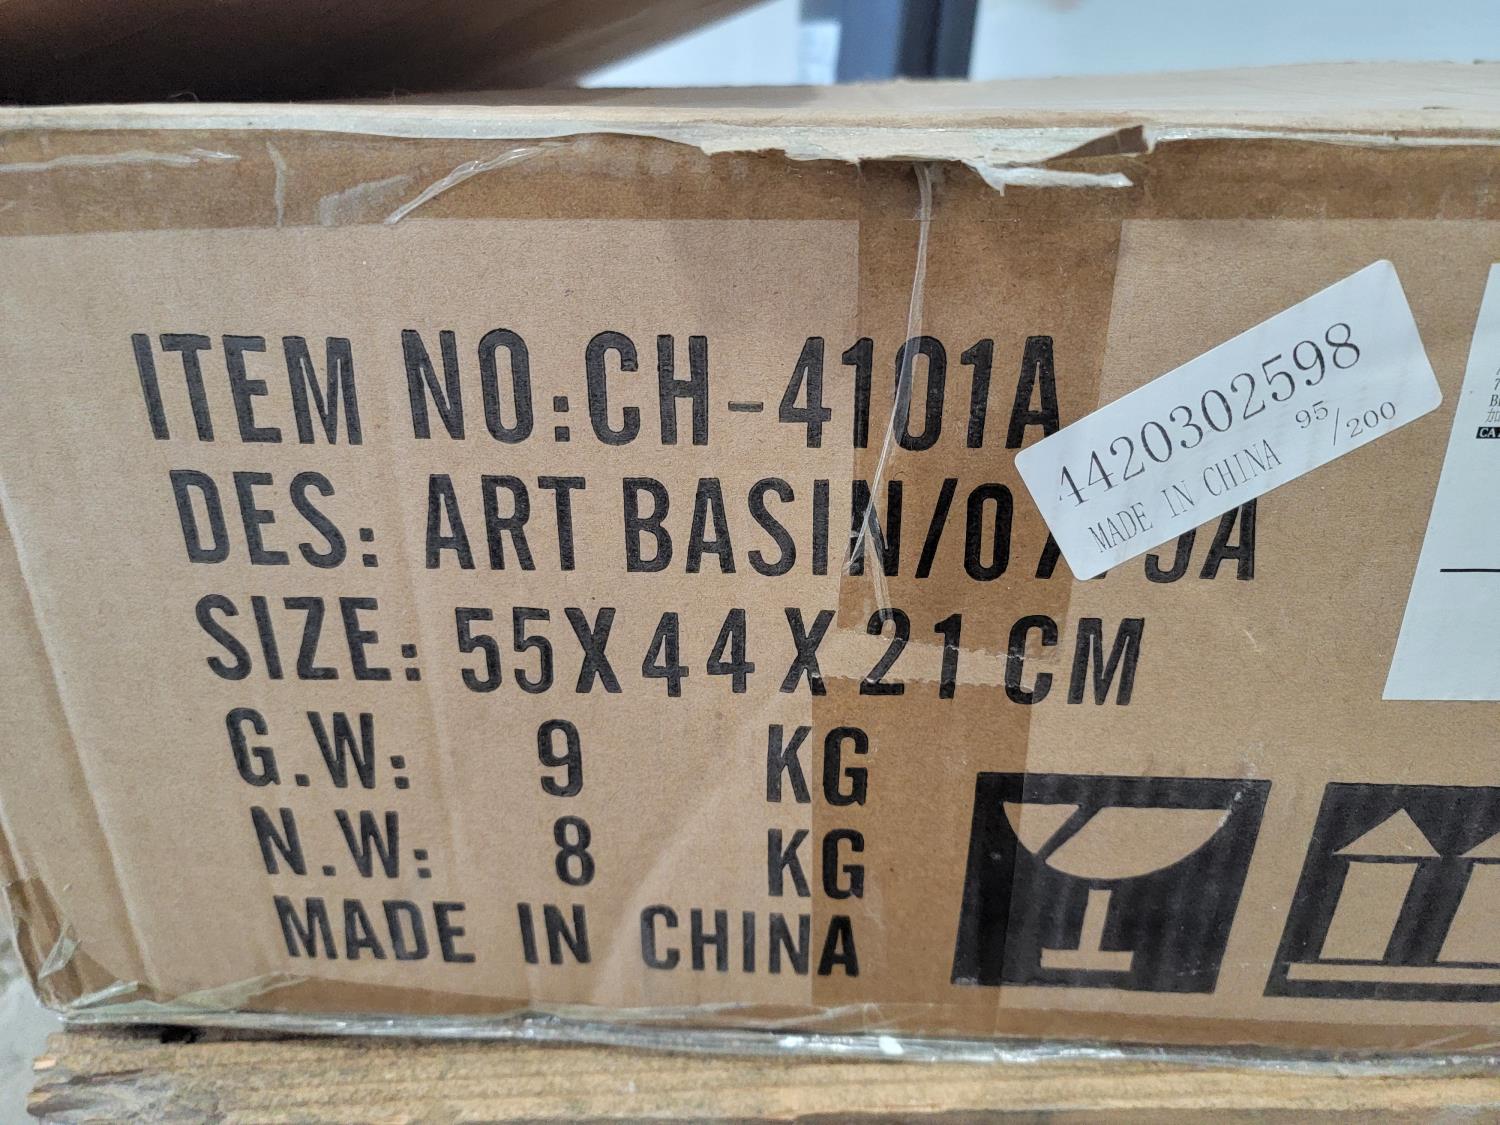 ITEM NO:CH-4101A
DES: ART BASIN/
SIZE: 55X44X21CM
G.W: 9 KG
N.W: 8 KG
MADE IN CHINA
4420302598
MADE IN CHINA 95/200